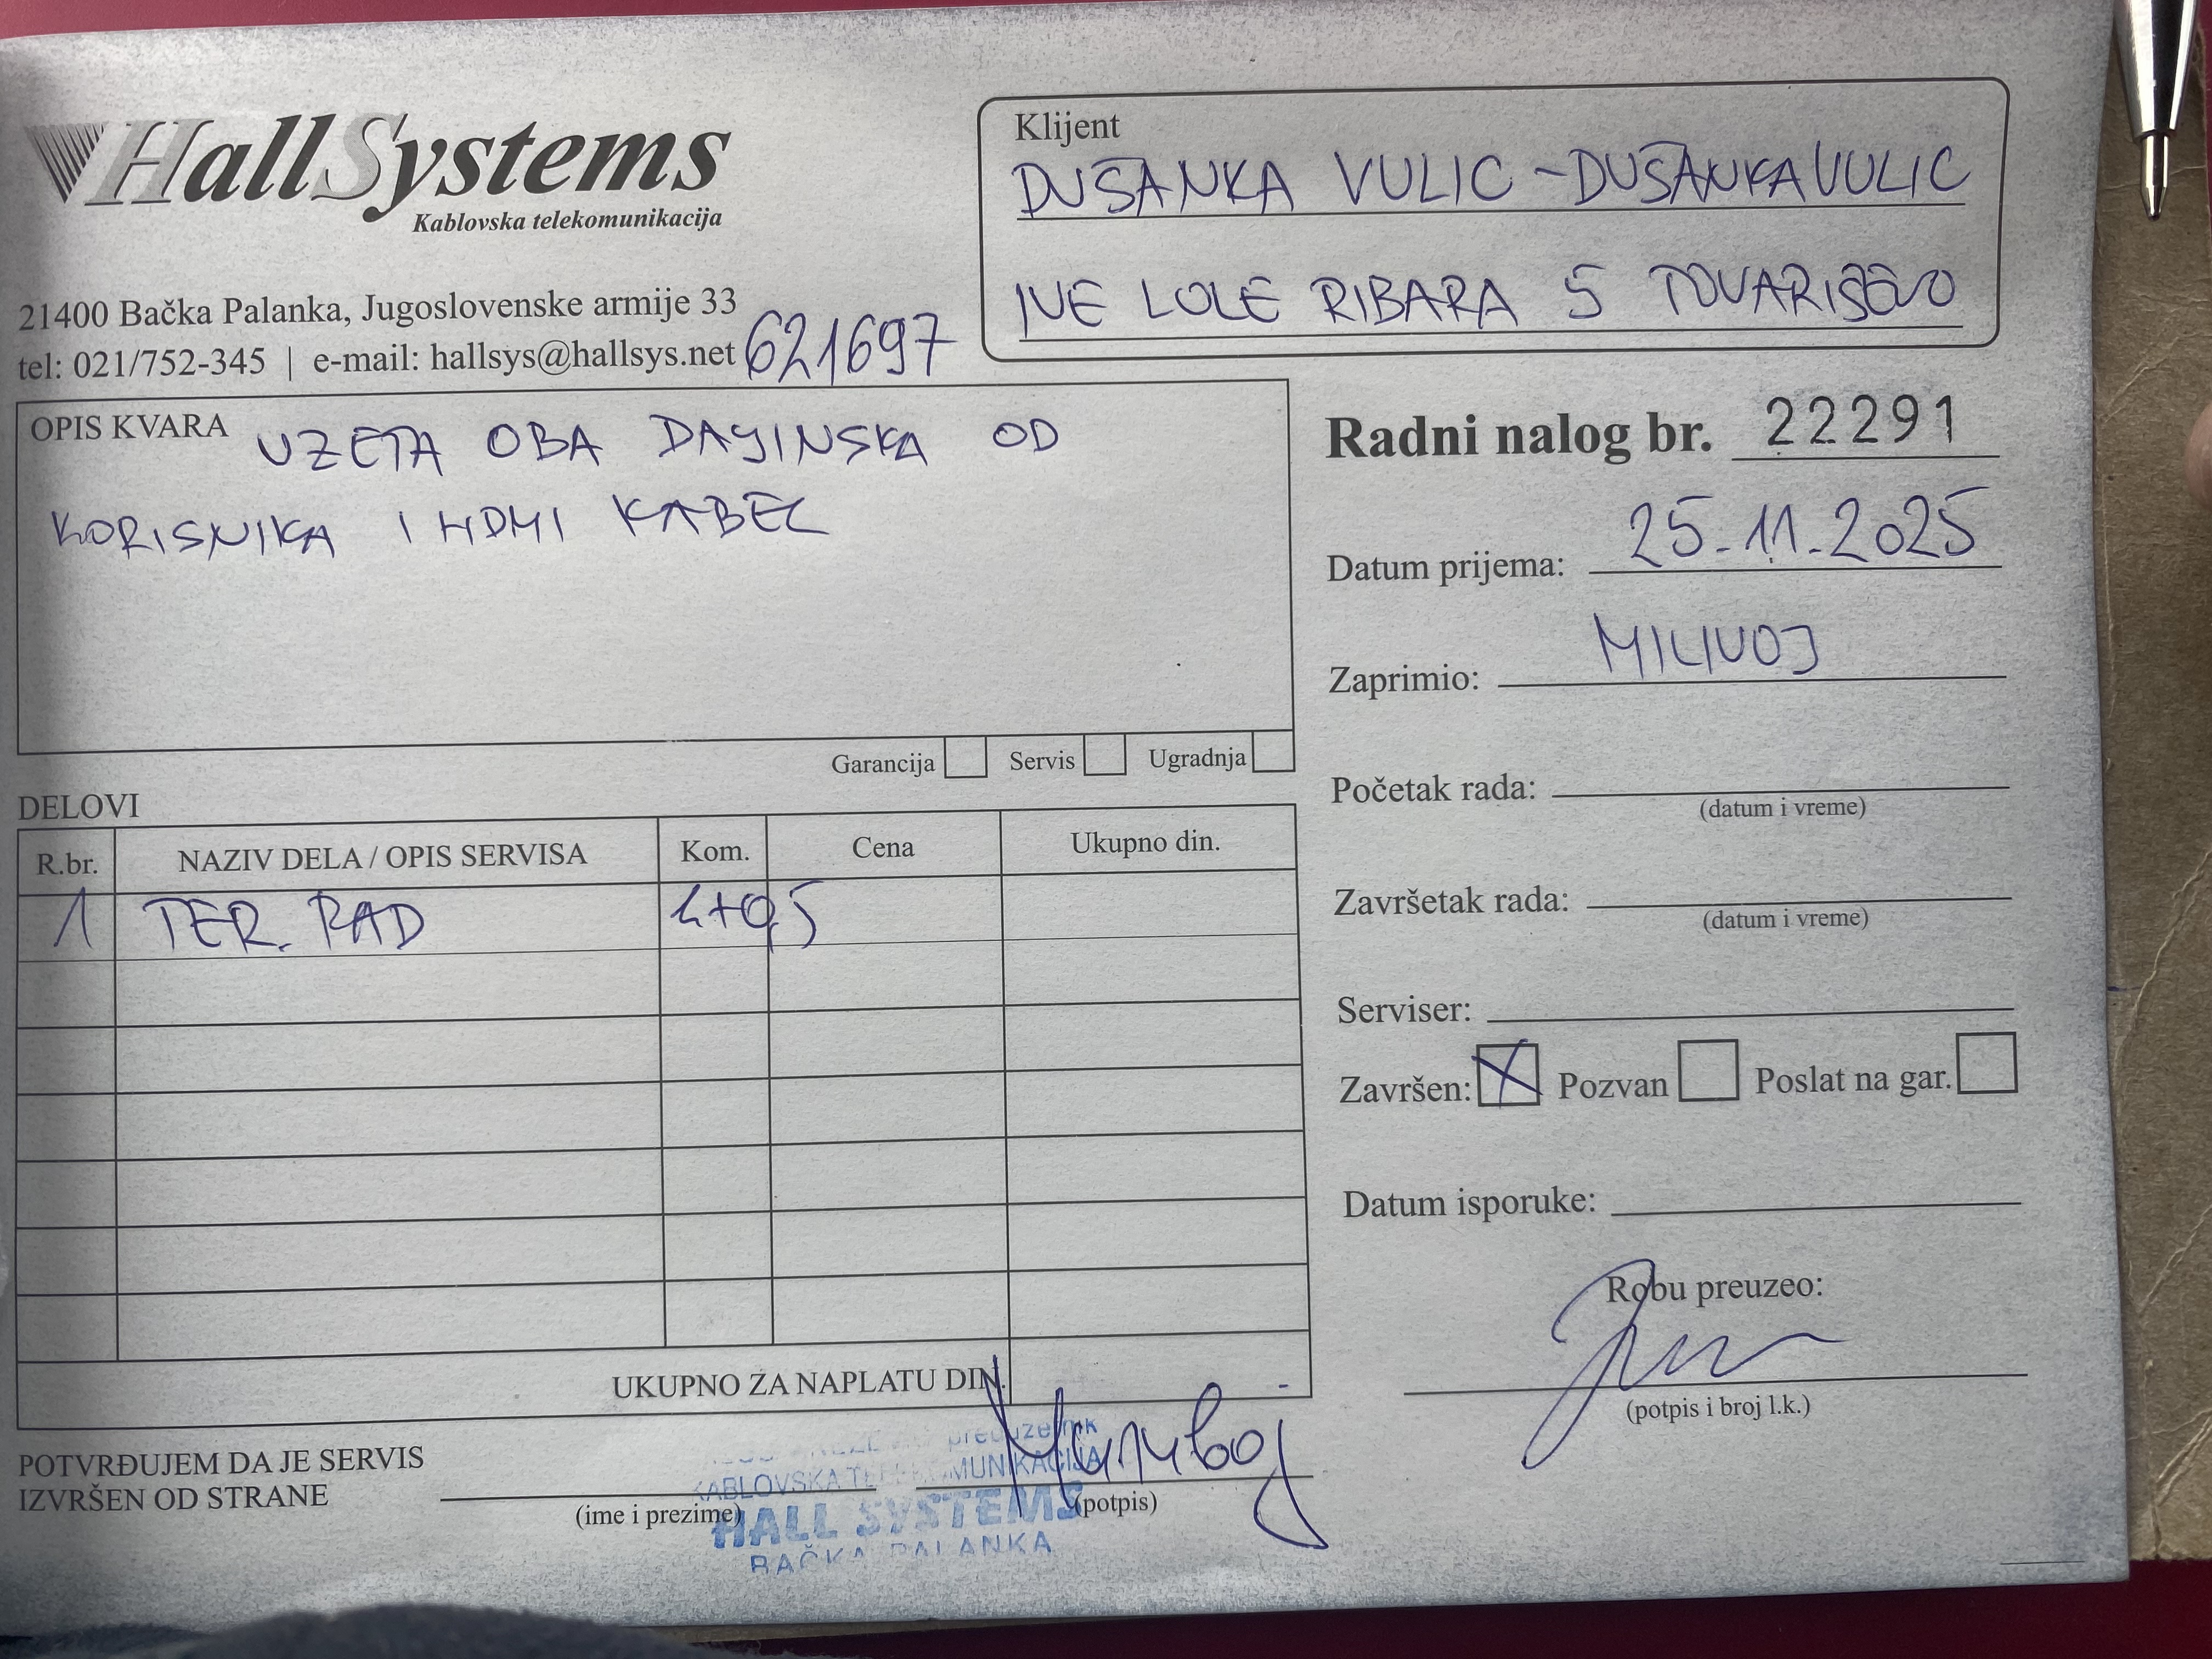 HallSystems
Kablovska telekomunikacija
21400 Bačka Palanka, Jugoslovenske armije 33
tel: 021/752-345 | e-mail: hallsys@hallsys.net
621697
Klijent
DUŠANKA VULIC - DUŠANKAVULIC
IVE LOLE RIBARA 5 TOVARIŠEVO
OPIS KVARA
UZETA OBA DAJINSKA OD
KORISNIKA I HDMI KABEL
Garancija Servis Ugradnja
Radni nalog br. 22291
Datum prijema: 25.11.2025
Zaprimio: MILIVOJ
Početak rada:
(datum i vreme)
Završetak rada:
(datum i vreme)
Serviser:
Završen: X Pozvan Poslat na gar.
Datum isporuke:
Robu preuzeo:
(potpis i broj l.k.)
DELOVI
R.br. NAZIV DELA / OPIS SERVISA Kom. Cena Ukupno din.
1 TER. RAD
UKUPNO ZA NAPLATU DIN.
POTVRĐUJEM DA JE SERVIS
IZVRŠEN OD STRANE
(ime i prezime)
(potpis)
preduzetnik
KABLOVSKA TELEKOMUNIKACIJA
HALL SYSTEMS
BAČKA PALANKA